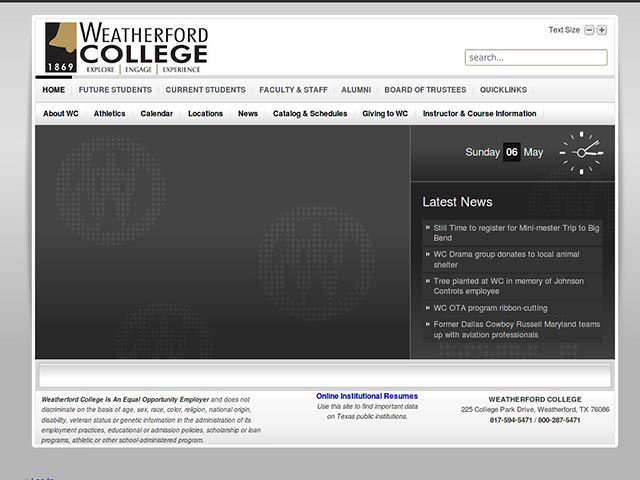 WEATHERFORD
COLLEGE
1869
EXPLORE | ENGAGE | EXPERIENCE
Text Size
search...
HOME FUTURE STUDENTS CURRENT STUDENTS FACULTY & STAFF ALUMNI BOARD OF TRUSTEES QUICKLINKS
About WC Athletics Calendar Locations News Catalog & Schedules Giving to WC Instructor & Course Information
Sunday 06 May
Latest News
» Still Time to register for Mini-mester Trip to Big
Bend
» WC Drama group donates to local animal
shelter
» Tree planted at WC in memory of Johnson
Controls employee
» WC OTA program ribbon-cutting
» Former Dallas Cowboy Russell Maryland teams
up with aviation professionals
Weatherford College Is An Equal Opportunity Employer and does not
discriminate on the basis of age, sex, race, color, religion, national origin,
disability, veteran status or genetic information in the administration of its
employment practices, educational or admission policies, scholarship or loan
programs, athletic or other school-administered program.
Online Institutional Resumes
Use this site to find important data
on Texas public institutions.
WEATHERFORD COLLEGE
225 College Park Drive, Weatherford, TX 76086
817-594-5471 / 800-287-5471